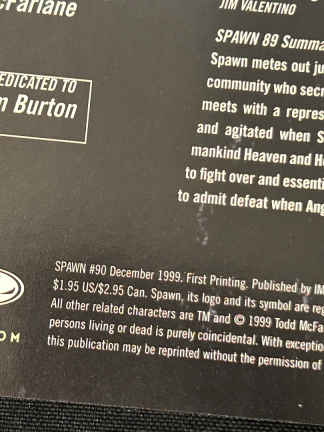 cFarlane
JIM VALENTINO
EDICATED TO
n Burton
SPAWN 89 Summa
Spawn metes out ju
community who secr
meets with a repres
and agitated when S
mankind Heaven and H
to fight over and essenti
to admit defeat when Ang
SPAWN #90 December 1999. First Printing. Published by IM
$1.95 US/$2.95 Can. Spawn, its logo and its symbol are reg
All other related characters are TM and © 1999 Todd McFa
persons living or dead is purely coincidental. With exceptio
this publication may be reprinted without the permission of
OM